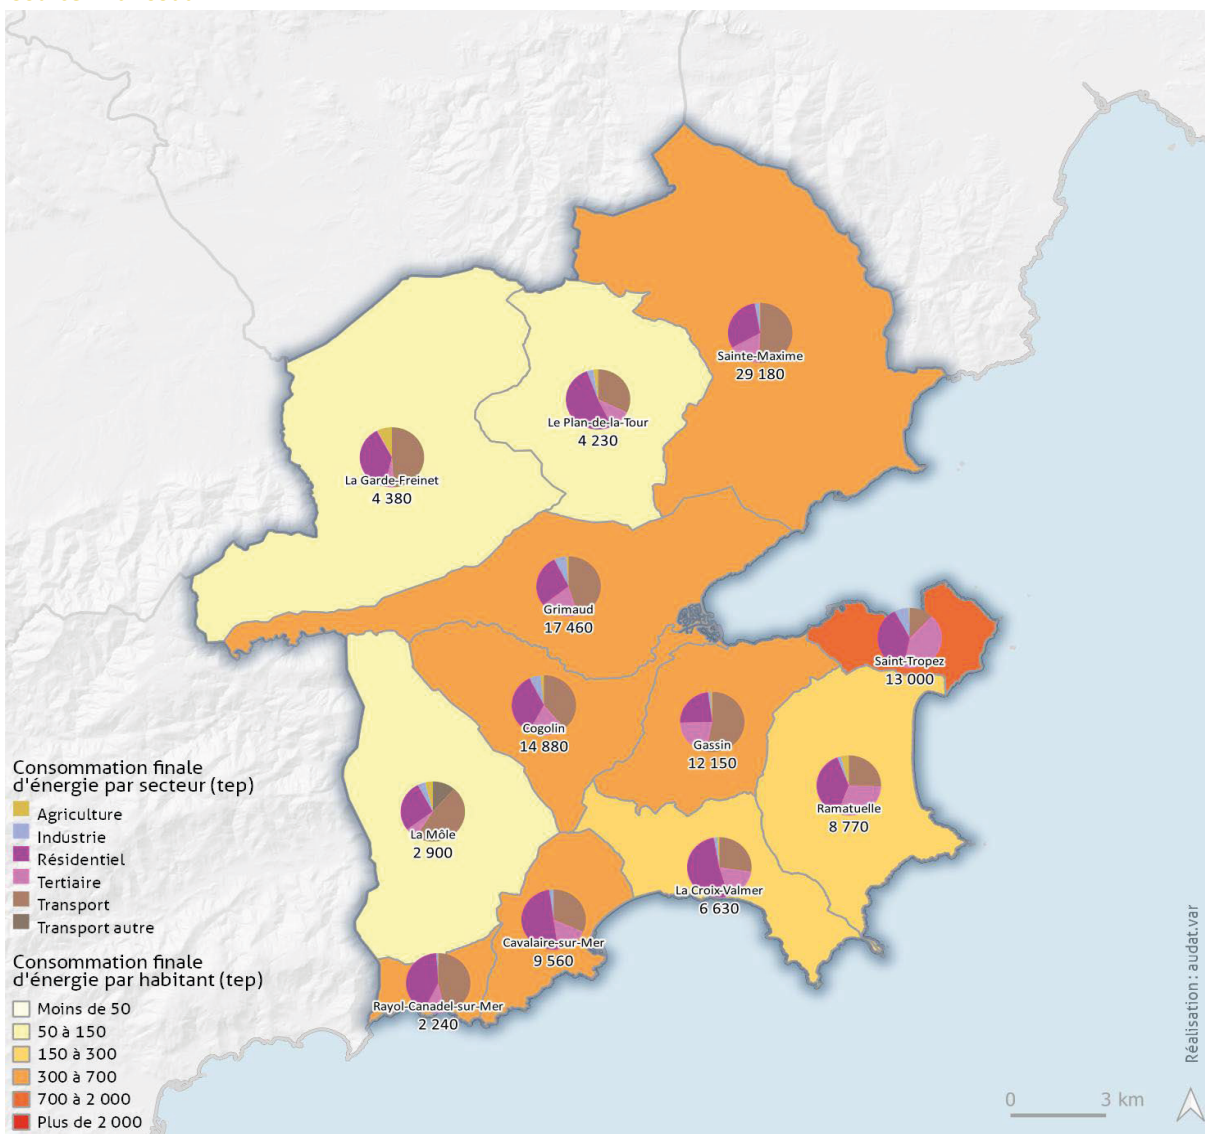 Sainte-Maxime
29 180
Le Plan-de-la-Tour
4 230
La Garde-Freinet
4 380
Grimaud
17 460
Saint-Tropez
13 000
Cogolin
14 880
Gassin
12 150
Ramatuelle
8 770
La Môle
2 900
La Croix-Valmer
6 630
Cavalaire-sur-Mer
9 560
Rayol-Canadel-sur-Mer
2 240
Consommation finale
d'énergie par secteur (tep)
Agriculture
Industrie
Résidentiel
Tertiaire
Transport
Transport autre
Consommation finale
d'énergie par habitant (tep)
Moins de 50
50 à 150
150 à 300
300 à 700
700 à 2 000
Plus de 2 000
0 3 km
Réalisation : audat.var